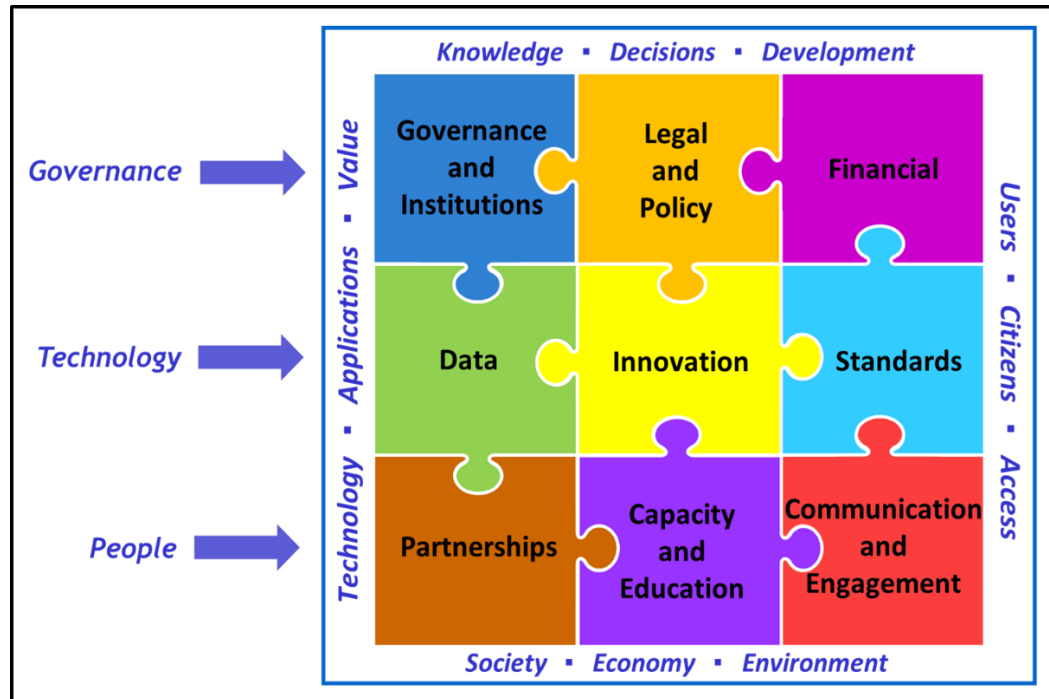 Knowledge ▪ Decisions ▪ Development
Governance
Technology ▪ Applications ▪ Value
Governance
and
Institutions
Legal
and
Policy
Financial
Users ▪ Citizens ▪ Access
Technology
Data
Innovation
Standards
People
Partnerships
Capacity
and
Education
Communication
and
Engagement
Society ▪ Economy ▪ Environment